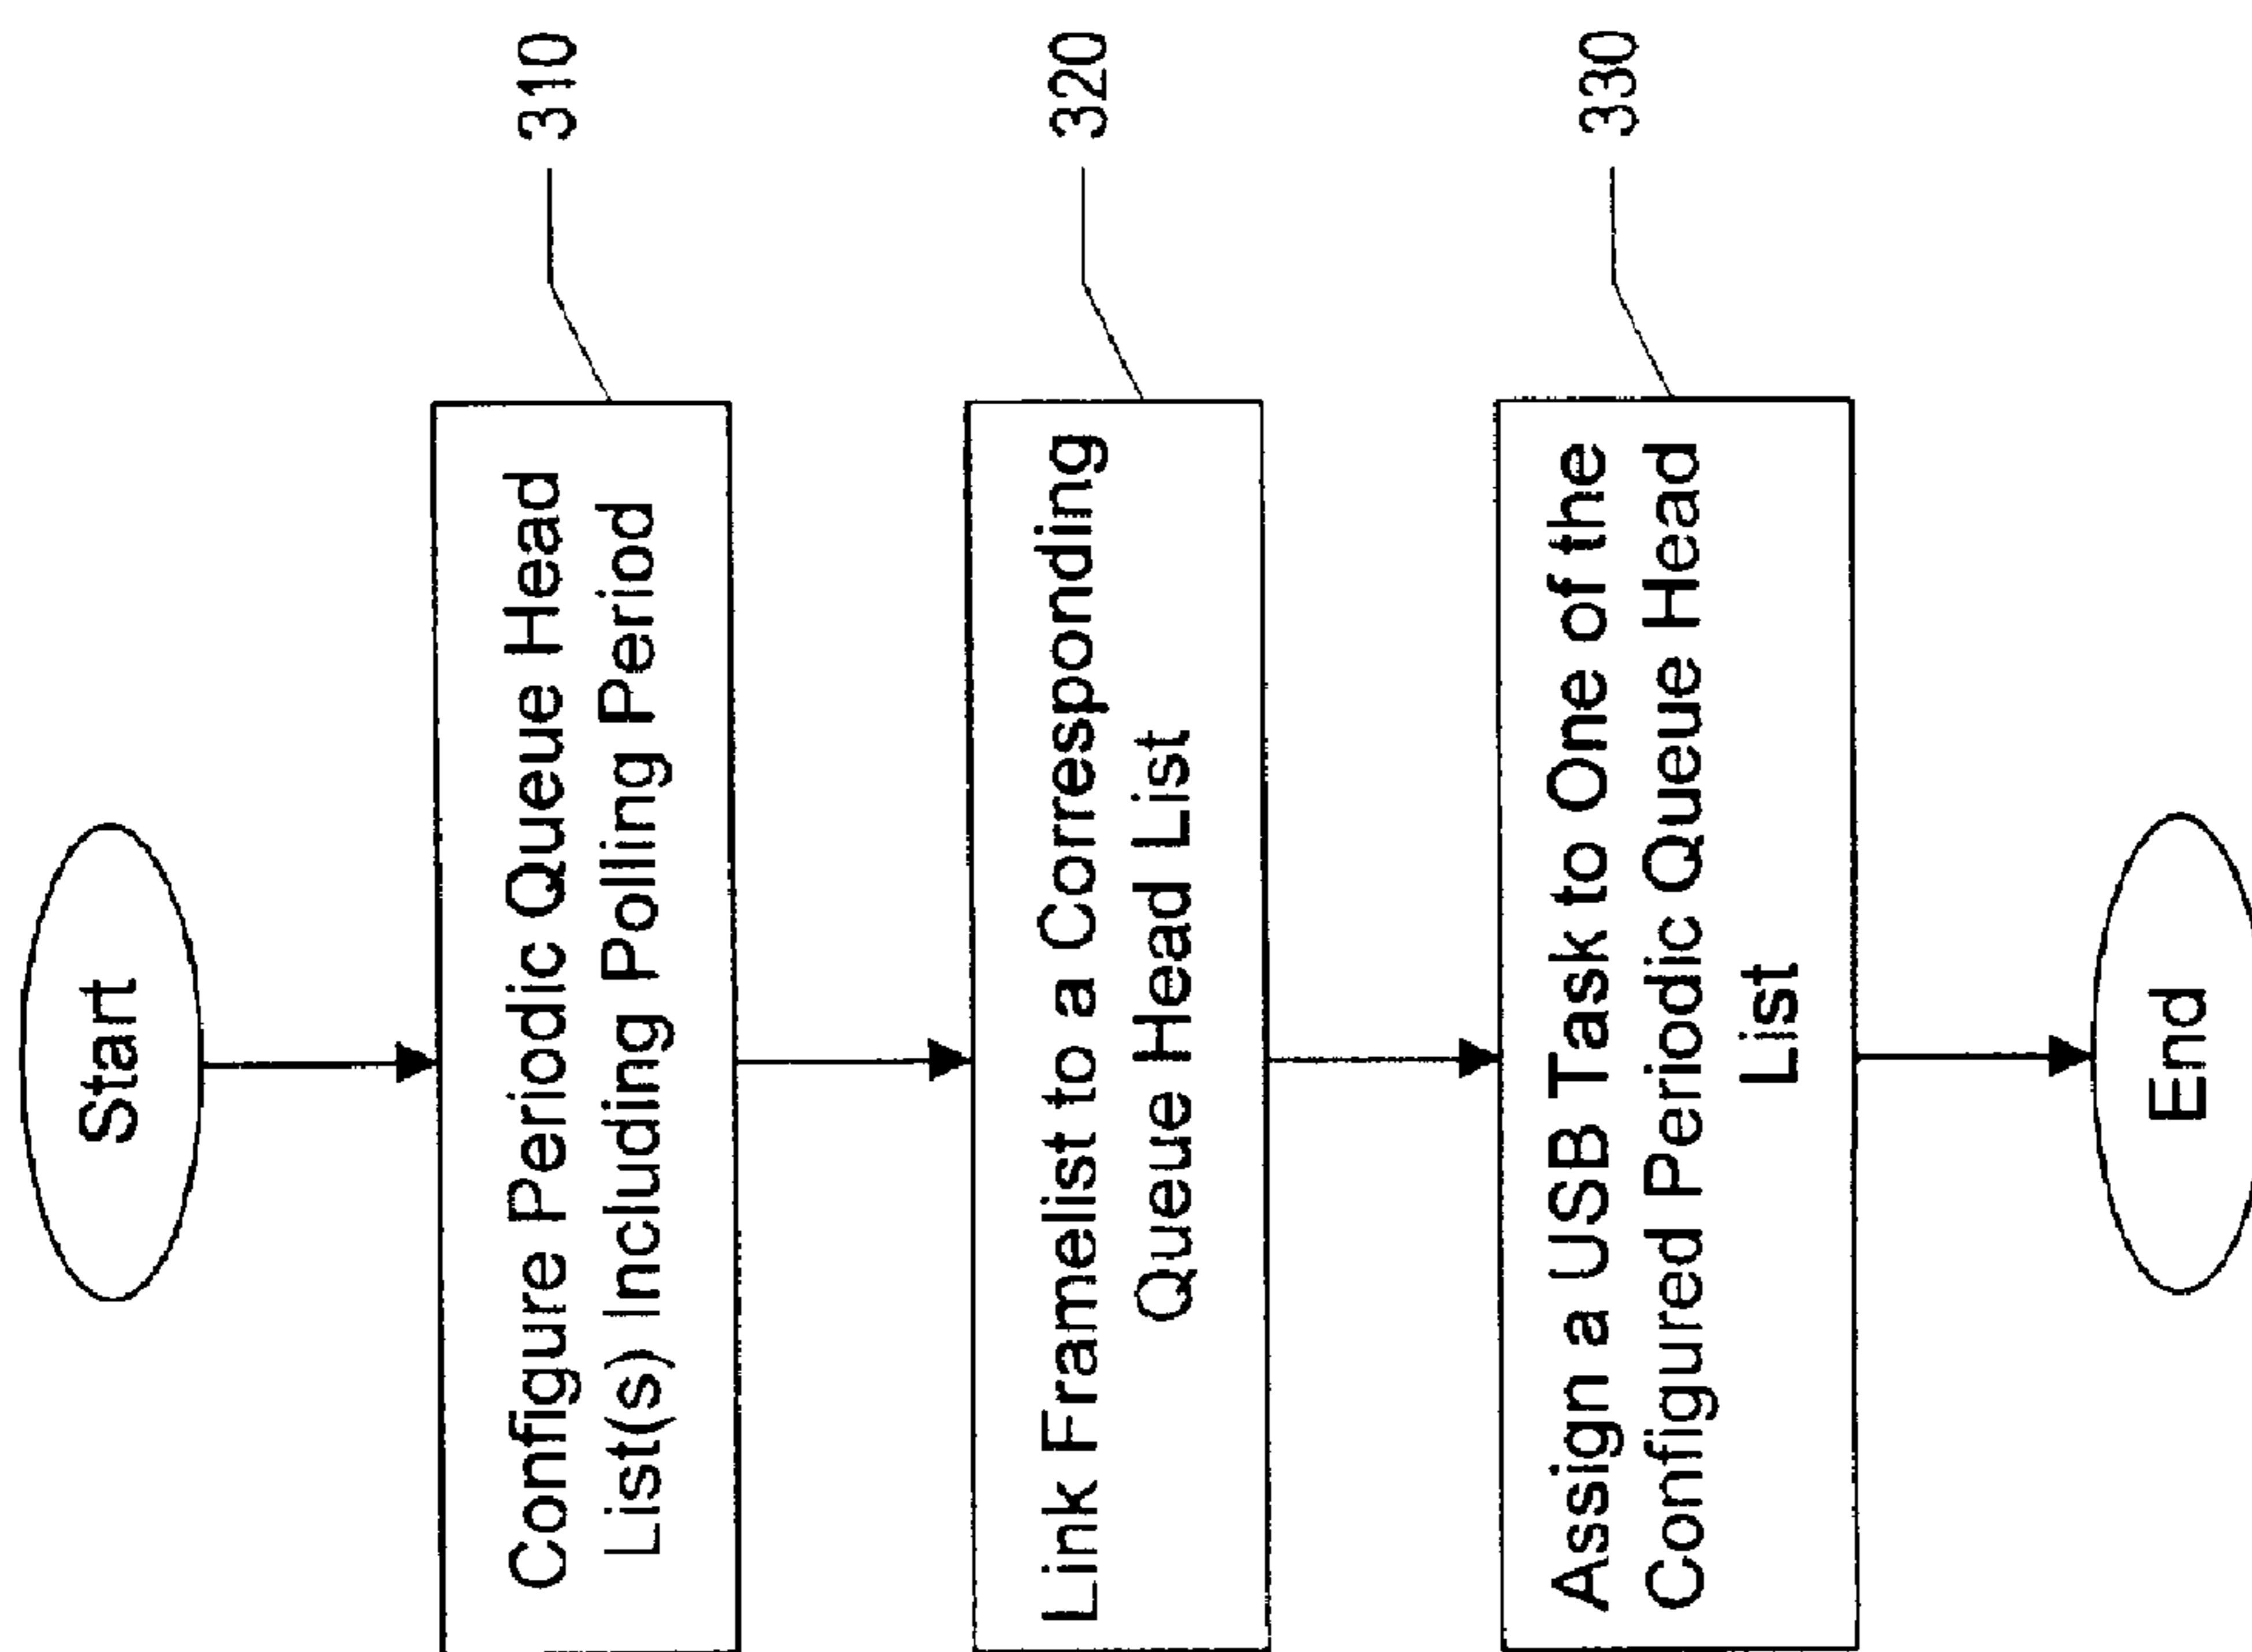 Start
Configure Periodic Queue Head
List(s) Including Polling Period
310
Link Framelist to a Corresponding
Queue Head List
320
Assign a USB Task to One of the
Configured Periodic Queue Head
List
330
End